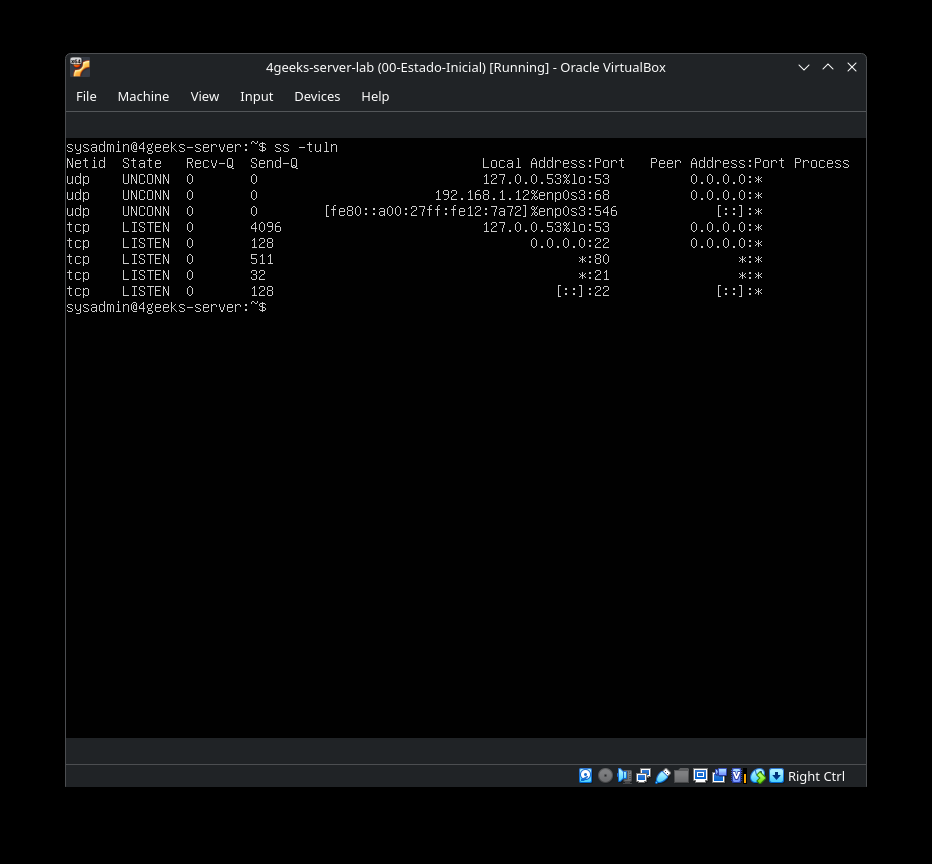 4geeks-server-lab (00-Estado-Inicial) [Running] - Oracle VirtualBox
File Machine View Input Devices Help
sysadmin@4geeks-server:~$ ss -tuln
Netid State Recv-Q Send-Q Local Address:Port Peer Address:Port Process
udp UNCONN 0 0 127.0.0.53%lo:53 0.0.0.0:*
udp UNCONN 0 0 192.168.1.12%enp0s3:68 0.0.0.0:*
udp UNCONN 0 0 [fe80::a00:27ff:fe12:7a72]%enp0s3:546 [::]:*
tcp LISTEN 0 4096 127.0.0.53%lo:53 0.0.0.0:*
tcp LISTEN 0 128 0.0.0.0:22 0.0.0.0:*
tcp LISTEN 0 511 *:80 *:*
tcp LISTEN 0 32 *:21 *:*
tcp LISTEN 0 128 [::]:22 [::]:*
sysadmin@4geeks-server:~$
Right Ctrl